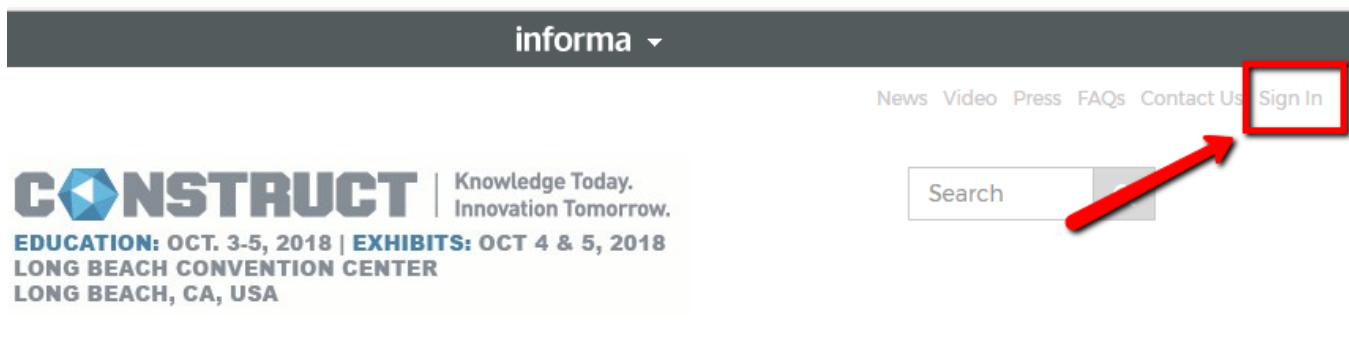 informa
News Video Press FAQs Contact Us Sign In
CONSTRUCT
Knowledge Today.
Innovation Tomorrow.
Search
EDUCATION: OCT. 3-5, 2018 | EXHIBITS: OCT 4 & 5, 2018
LONG BEACH CONVENTION CENTER
LONG BEACH, CA, USA